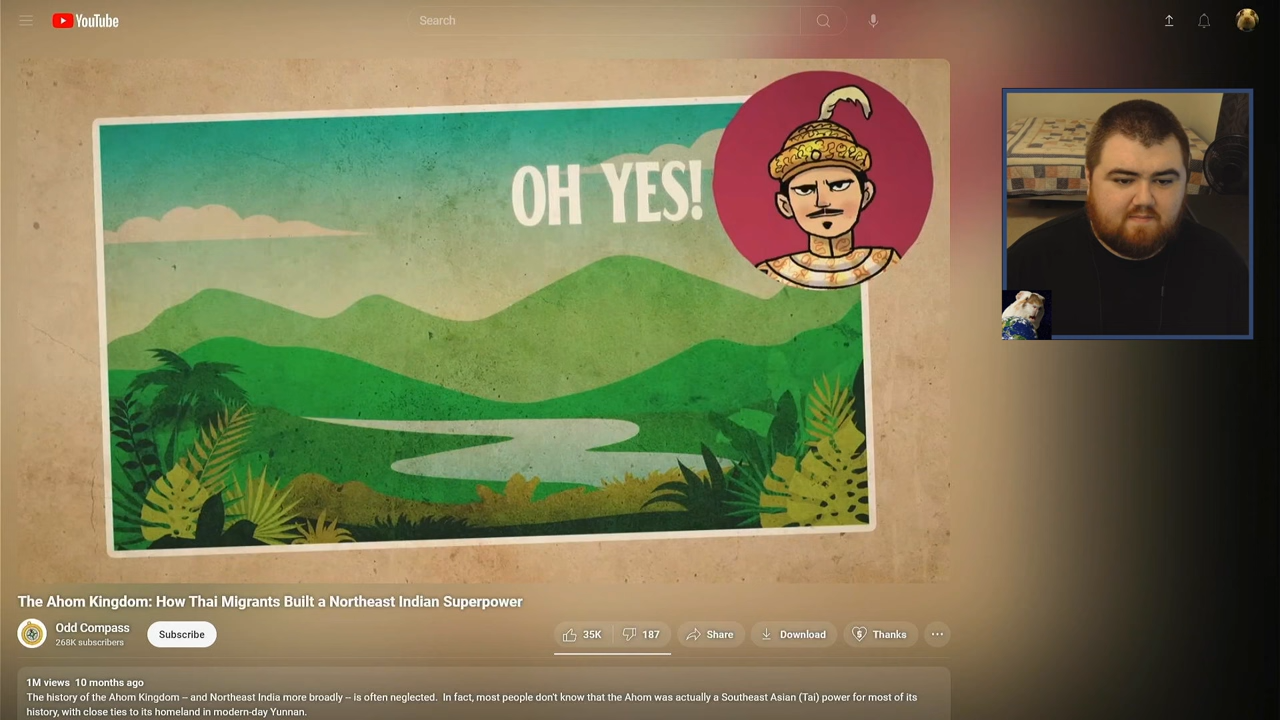 YouTube
Search
OH YES!
The Ahom Kingdom: How Thai Migrants Built a Northeast Indian Superpower
Odd Compass
268K subscribers
Subscribe
35K
187
Share
Download
Thanks
1M views 10 months ago
The history of the Ahom Kingdom – and Northeast India more broadly – is often neglected. In fact, most people don't know that the Ahom was actually a Southeast Asian (Tai) power for most of its
history, with close ties to its homeland in modern-day Yunnan.